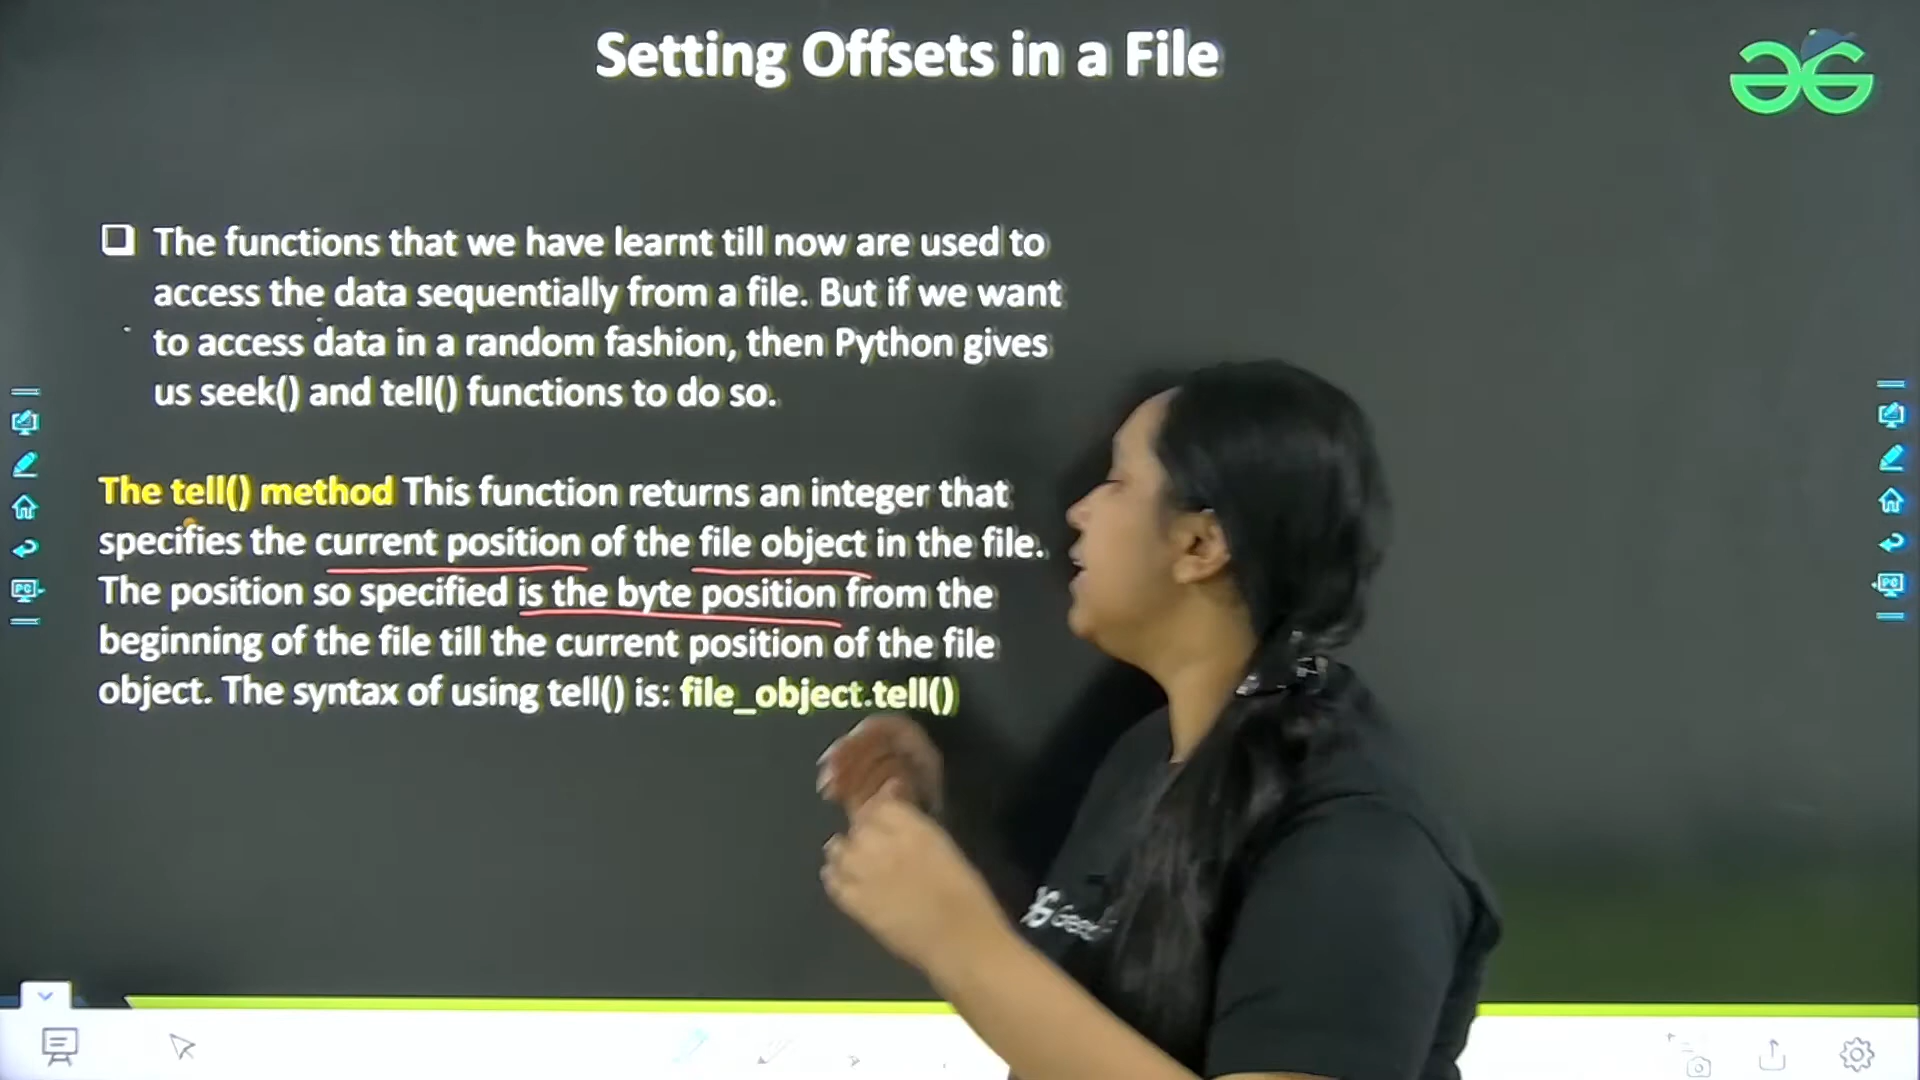 Setting Offsets in a File
The functions that we have learnt till now are used to
access the data sequentially from a file. But if we want
to access data in a random fashion, then Python gives
us seek() and tell() functions to do so.
The tell() method This function returns an integer that
specifies the current position of the file object in the file.
The position so specified is the byte position from the
beginning of the file till the current position of the file
object. The syntax of using tell() is: file_object.tell()
PC
PC